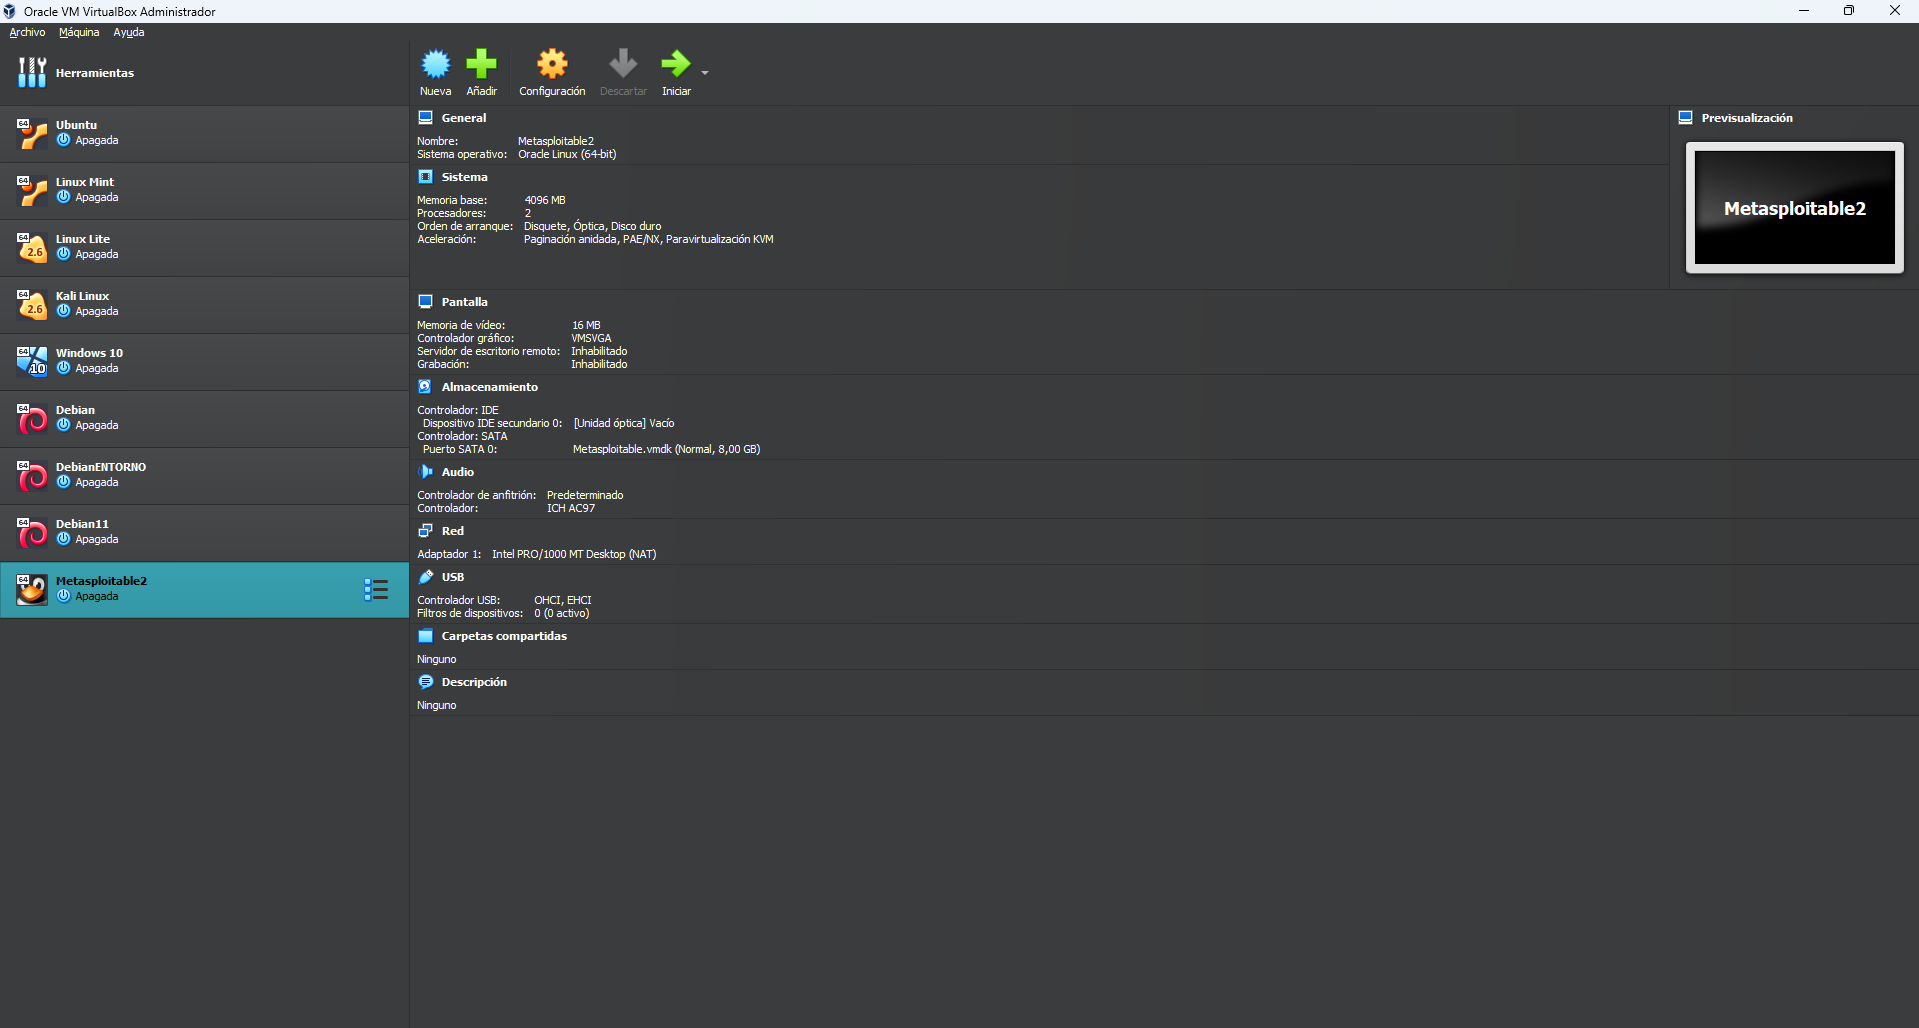 Oracle VM VirtualBox Administrador
Archivo Máquina Ayuda
Herramientas
Nueva Añadir Configuración Descartar Iniciar
64 Ubuntu
Apagada
64 Linux Mint
Apagada
64 2.6 Linux Lite
Apagada
64 2.6 Kali Linux
Apagada
64 10 Windows 10
Apagada
64 Debian
Apagada
64 DebianENTORNO
Apagada
64 Debian11
Apagada
64 Metasploitable2
Apagada
General
Nombre: Metasploitable2
Sistema operativo: Oracle Linux (64-bit)
Sistema
Memoria base: 4096 MB
Procesadores: 2
Orden de arranque: Disquete, Óptica, Disco duro
Aceleración: Paginación anidada, PAE/NX, Paravirtualización KVM
Pantalla
Memoria de vídeo: 16 MB
Controlador gráfico: VMSVGA
Servidor de escritorio remoto: Inhabilitado
Grabación: Inhabilitado
Almacenamiento
Controlador: IDE
Dispositivo IDE secundario 0: [Unidad óptica] Vacío
Controlador: SATA
Puerto SATA 0: Metasploitable.vmdk (Normal, 8,00 GB)
Audio
Controlador de anfitrión: Predeterminado
Controlador: ICH AC97
Red
Adaptador 1: Intel PRO/1000 MT Desktop (NAT)
USB
Controlador USB: OHCI, EHCI
Filtros de dispositivos: 0 (0 activo)
Carpetas compartidas
Ninguno
Descripción
Ninguno
Previsualización
Metasploitable2